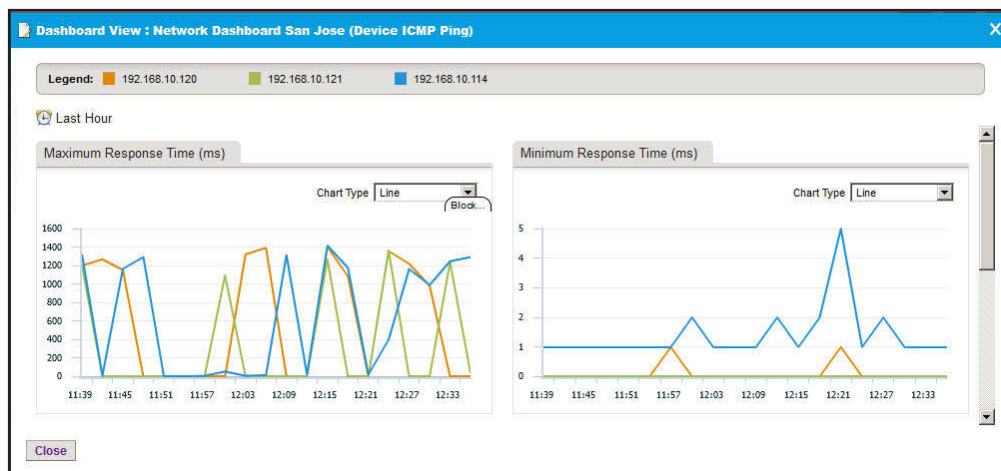 Dashboard View : Network Dashboard San Jose (Device ICMP Ping)
X
Legend: 192.168.10.120 192.168.10.121 192.168.10.114
Last Hour
Maximum Response Time (ms)
Chart Type Line
Block...
1600
1400
1200
1000
800
600
400
200
0
11:39 11:45 11:51 11:57 12:03 12:09 12:15 12:21 12:27 12:33
Minimum Response Time (ms)
Chart Type Line
5
4
3
2
1
0
11:39 11:45 11:51 11:57 12:03 12:09 12:15 12:21 12:27 12:33
Close